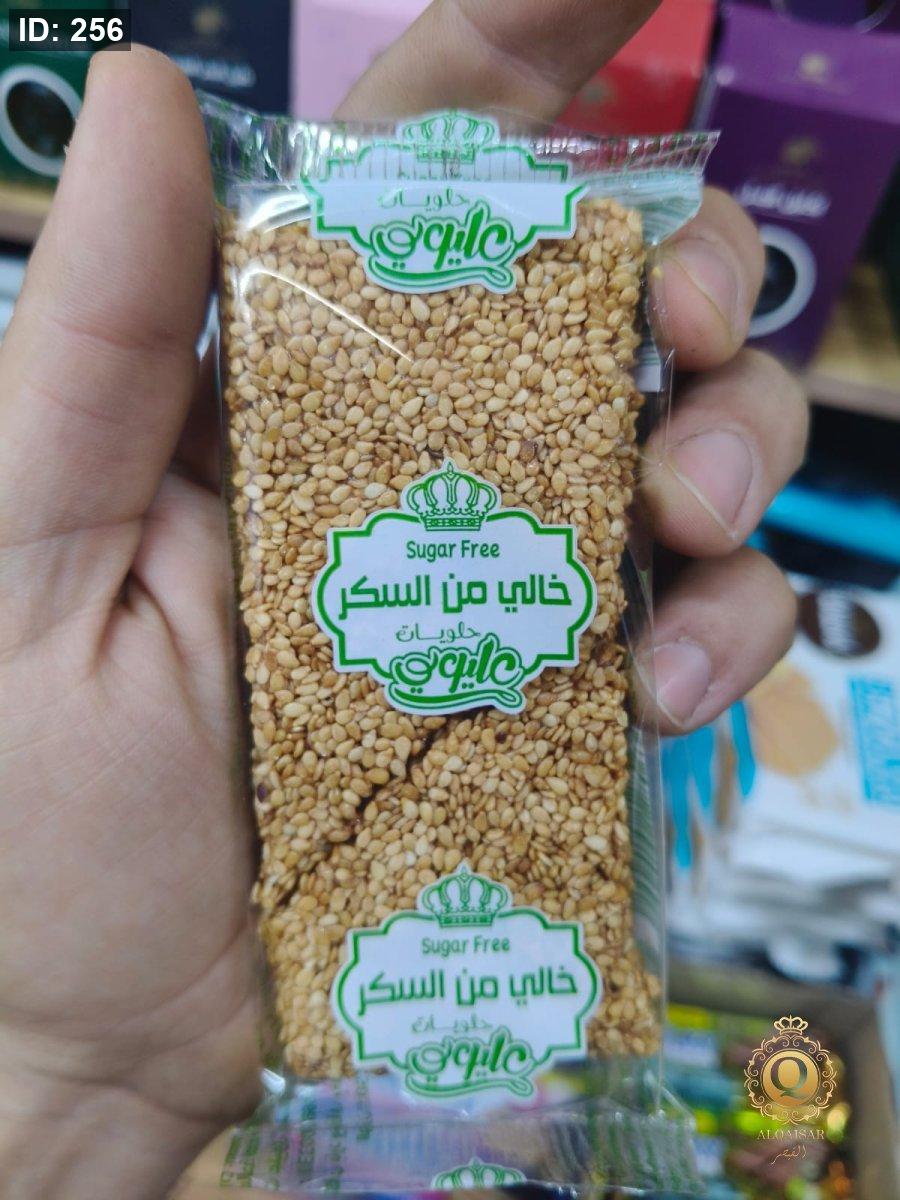 ID: 256
حلويات
عليوي
Sugar Free
خالي من السكر
حلويات
عليوي
Sugar Free
خالي من السكر
حلويات
عليوي
Q
ALQAISAR
القيصر